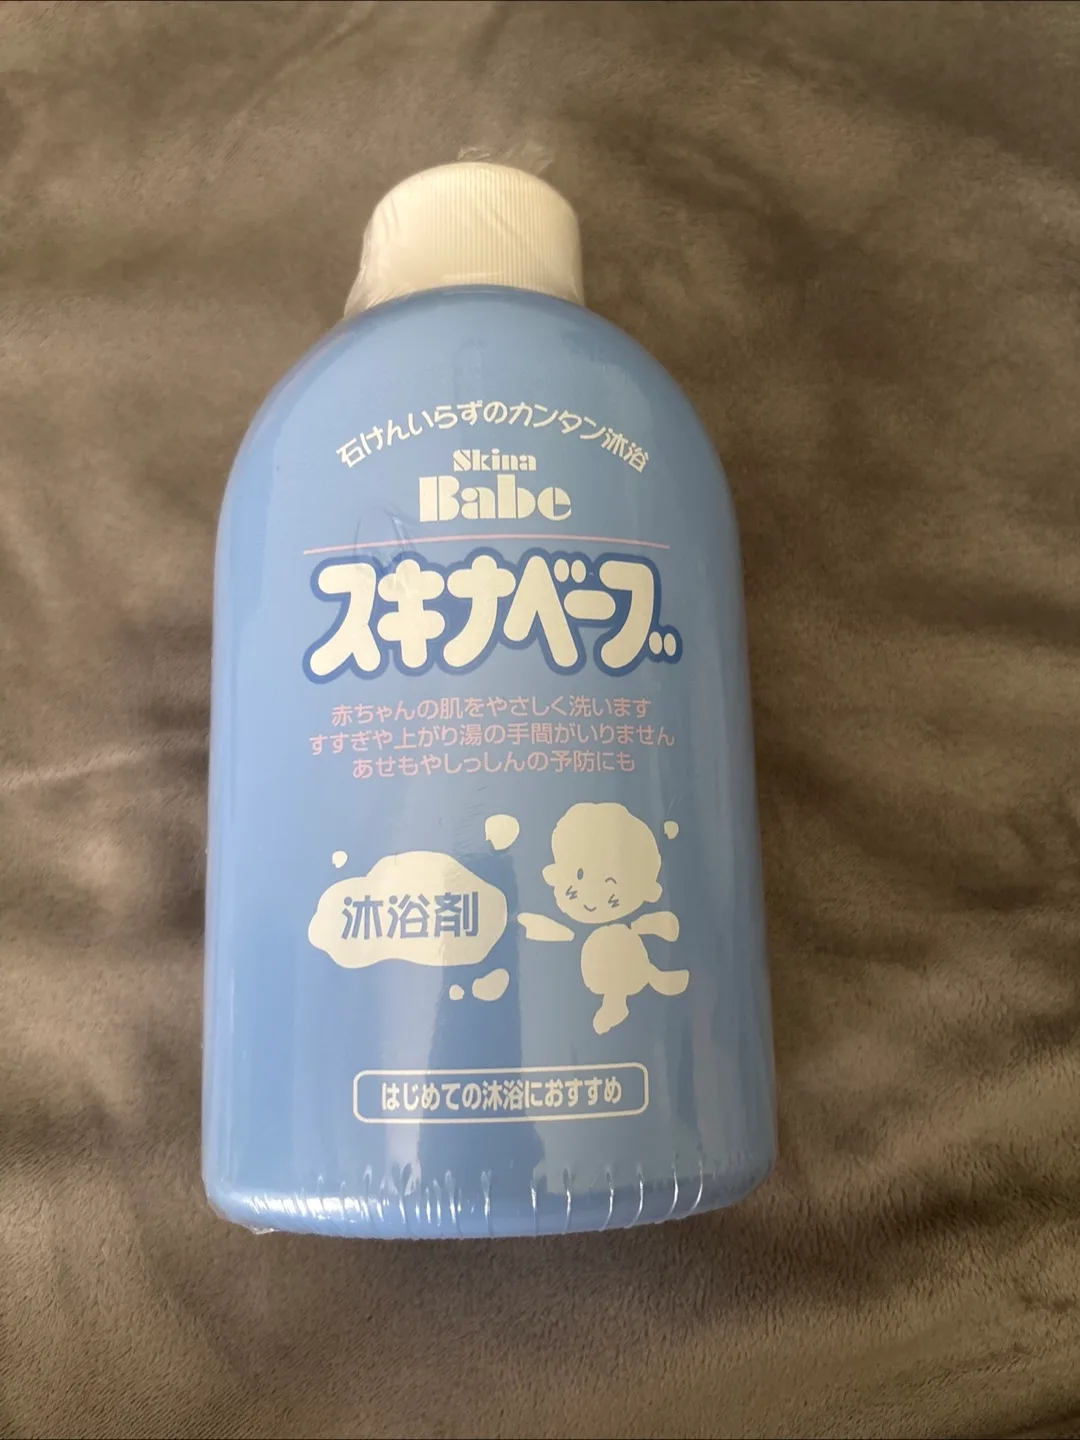 石けんいらずのカンタン沐浴
Skina
Babe
スキナベーブ
赤ちゃんの肌をやさしく洗います
すすぎや上がり湯の手間がいりません
あせもやしっしんの予防にも
沐浴剤
はじめての沐浴におすすめ